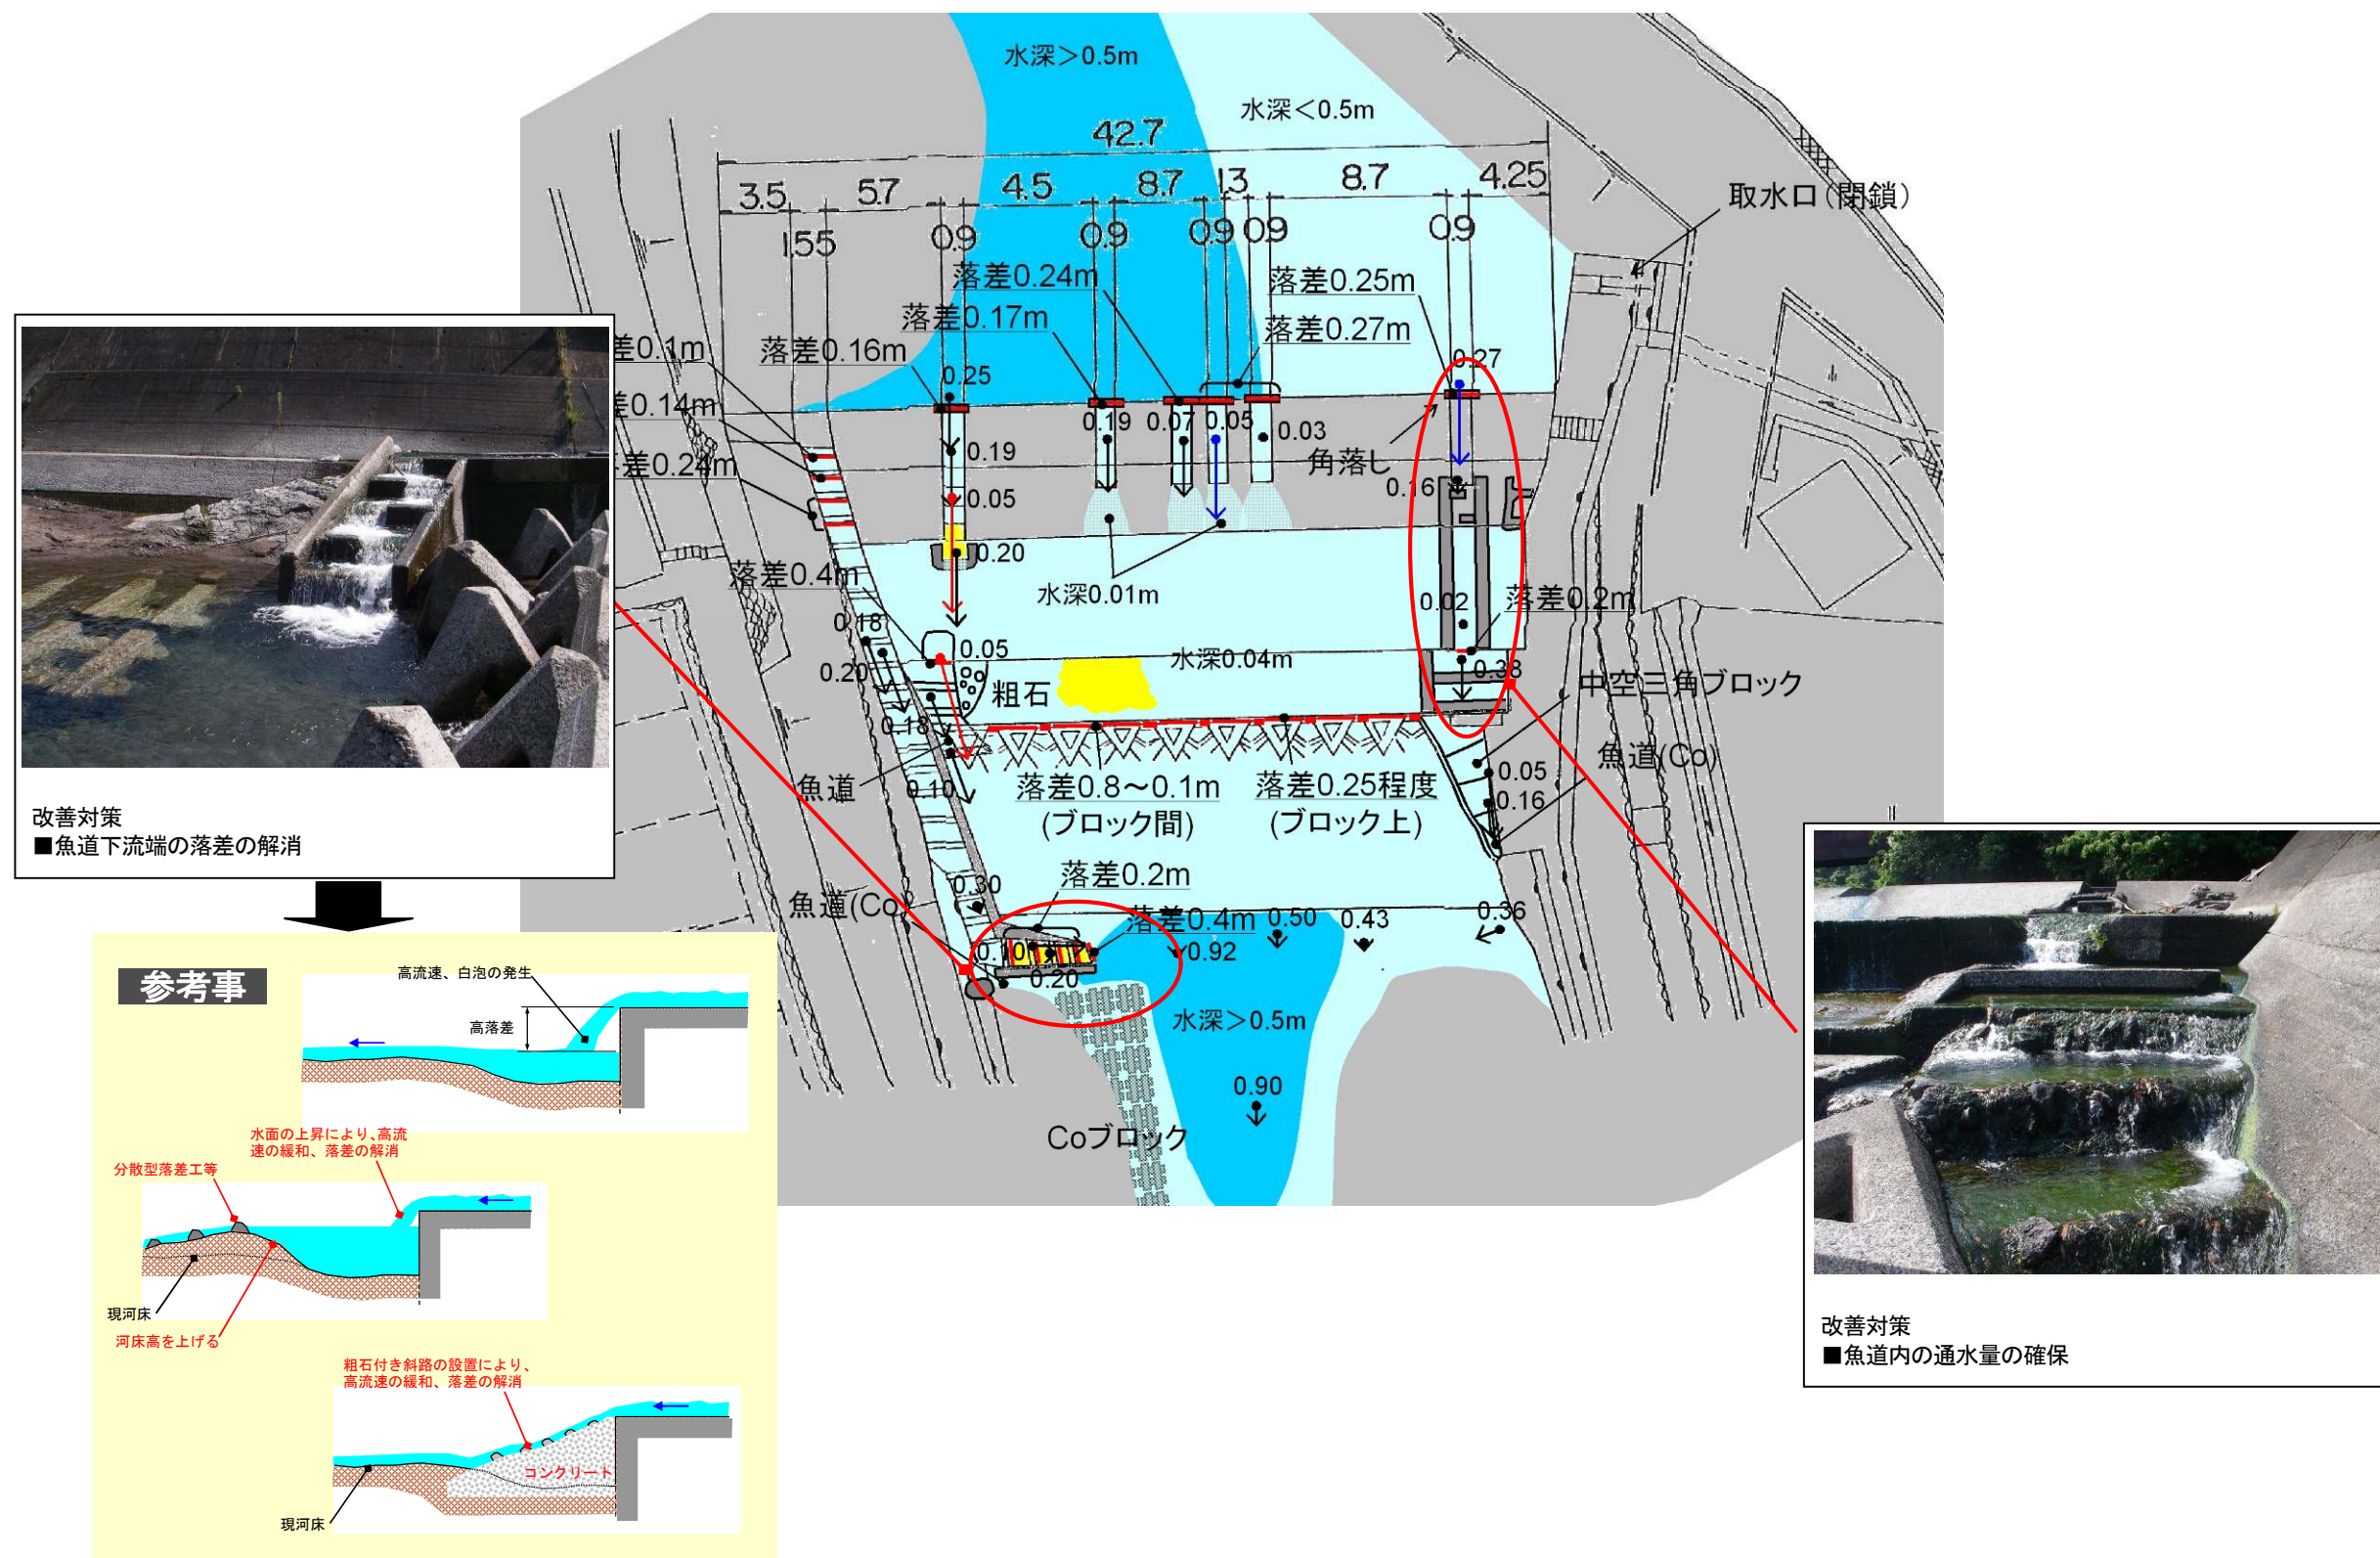 水深>0.5m
水深<0.5m
42.7
3.5
5.7
4.5
8.7
1.3
8.7
4.25
1.55
0.9
0.9
0.9
0.9
0.9
取水口(閉鎖)
落差0.24m
落差0.25m
落差0.17m
落差0.27m
差0.1m
落差0.16m
0.25
0.27
差0.14m
0.19
0.07
0.05
0.03
差0.24m
0.19
角落し
0.05
0.16
0.20
落差0.4m
水深0.01m
0.02
落差0.2m
0.18
0.05
0.20
水深0.04m
0.38
粗石
中空三角ブロック
0.18
魚道(Co)
魚道
0.10
落差0.8~0.1m
(ブロック間)
落差0.25程度
(ブロック上)
0.05
0.16
落差0.2m
0.30
魚道(Co)
落差0.4m
0.50
0.43
0.36
0.92
0.10
0.20
水深>0.5m
0.90
Coブロック
改善対策
■魚道下流端の落差の解消
参考事
高流速、白泡の発生
高落差
水面の上昇により、高流
速の緩和、落差の解消
分散型落差工等
現河床
河床高を上げる
粗石付き斜路の設置により、
高流速の緩和、落差の解消
コンクリート
現河床
改善対策
■魚道内の通水量の確保